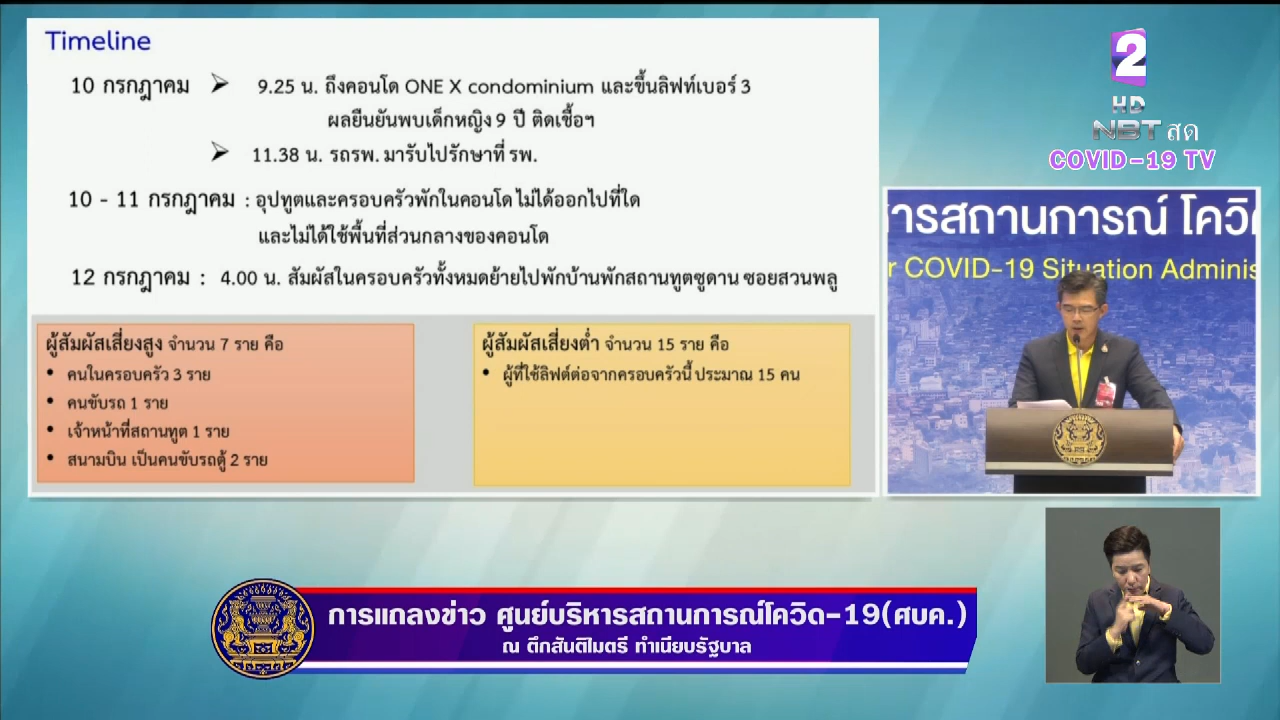 Timeline
10 กรกฎาคม ➢ 9.25 น. ถึงคอนโด ONE X condominium และขึ้นลิฟท์เบอร์ 3
ผลยืนยันพบเด็กหญิง 9 ปี ติดเชื้อฯ
➢ 11.38 น. รถรพ. มารับไปรักษาที่ รพ.
10 - 11 กรกฎาคม : อุปทูตและครอบครัวพักในคอนโด ไม่ได้ออกไปที่ใด
และไม่ได้ใช้พื้นที่ส่วนกลางของคอนโด
12 กรกฎาคม : 4.00 น. สัมผัสในครอบครัวทั้งหมดย้ายไปพักบ้านพักสถานทูตซูดาน ซอยสวนพลู
ผู้สัมผัสเสี่ยงสูง จำนวน 7 ราย คือ
• คนในครอบครัว 3 ราย
• คนขับรถ 1 ราย
• เจ้าหน้าที่สถานทูต 1 ราย
• สนามบิน เป็นคนขับรถตู้ 2 ราย
ผู้สัมผัสเสี่ยงต่ำ จำนวน 15 ราย คือ
• ผู้ที่ใช้ลิฟต์ต่อจากครอบครัวนี้ ประมาณ 15 คน
2
HD
NBT สด
COVID-19 TV
ารสถานการณ์ โควิ
r COVID-19 Situation Adminis
การแถลงข่าว ศูนย์บริหารสถานการณ์โควิด-19(ศบค.)
ณ ตึกสันติไมตรี ทำเนียบรัฐบาล